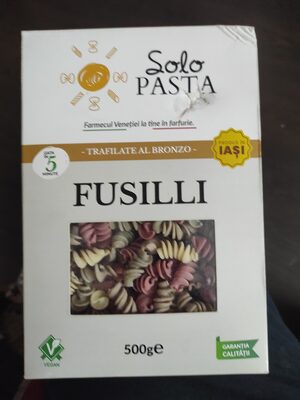 Solo
PASTA
Farmecul Veneției la tine în farfurie.
- TRAFILATE AL BRONZO -
PRODUS ÎN
IAȘI
GATA
ÎN
5
MINUTE
FUSILLI
500g℮
VEGAN
GARANȚIA
CALITĂȚII